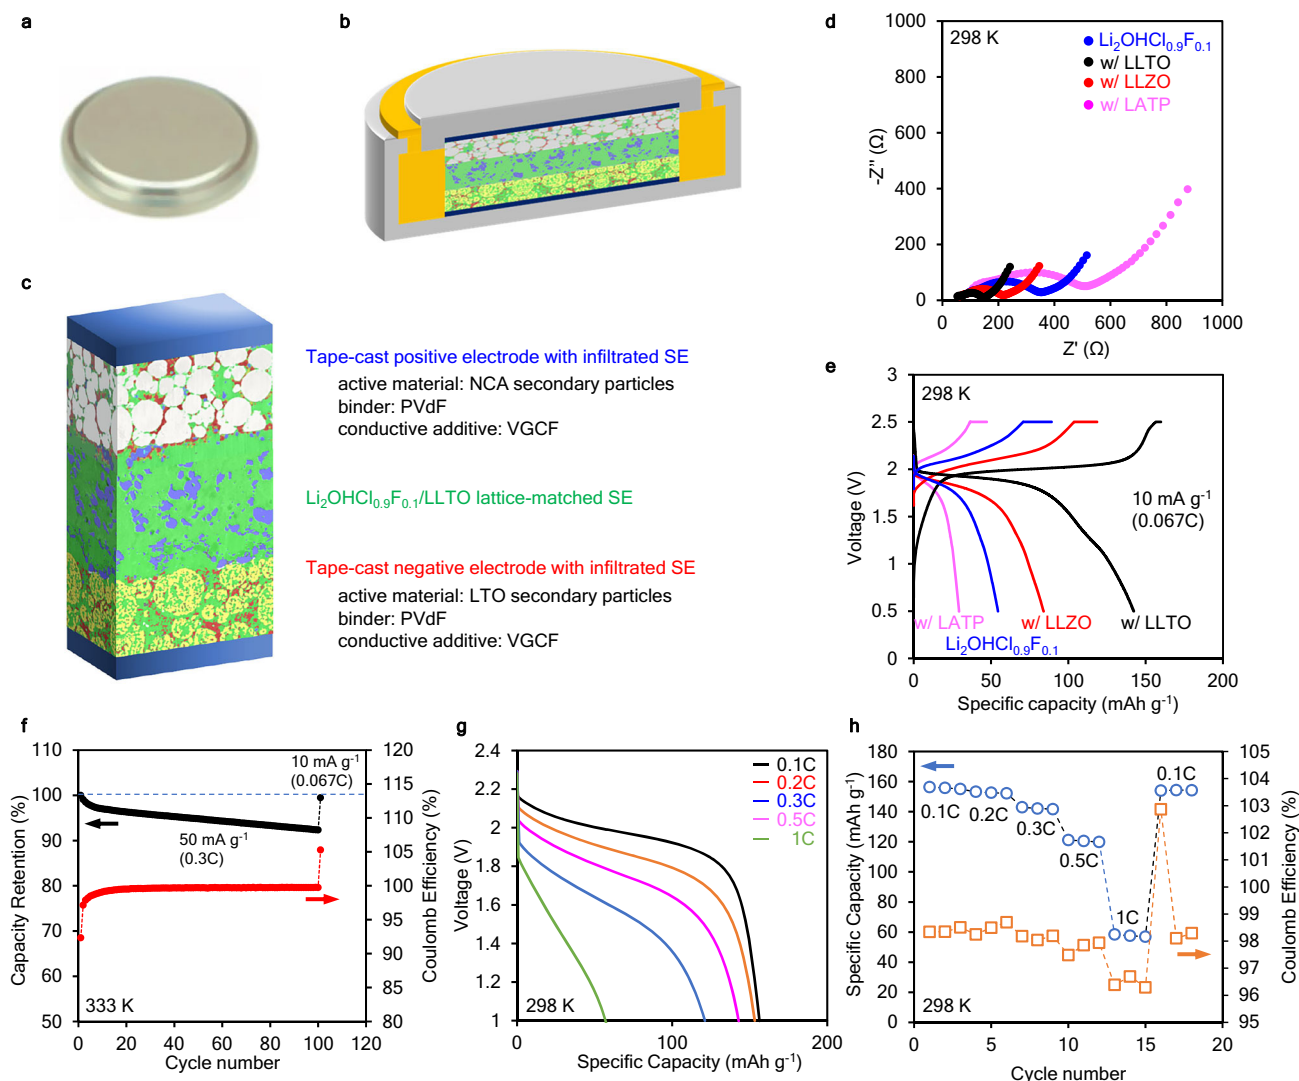 a
b
c
Tape-cast positive electrode with infiltrated SE
active material: NCA secondary particles
binder: PVdF
conductive additive: VGCF
Li₂OHCl₀.₉F₀.₁/LLTO lattice-matched SE
Tape-cast negative electrode with infiltrated SE
active material: LTO secondary particles
binder: PVdF
conductive additive: VGCF
d
298 K
Li₂OHCl₀.₉F₀.₁
w/ LLTO
w/ LLZO
w/ LATP
-Z'' (Ω)
1000
800
600
400
200
0
0 200 400 600 800 1000
Z' (Ω)
e
298 K
Voltage (V)
3
2.5
2
1.5
1
0.5
0
10 mA g⁻¹
(0.067C)
w/ LATP
Li₂OHCl₀.₉F₀.₁
w/ LLZO
w/ LLTO
0 50 100 150 200
Specific capacity (mAh g⁻¹)
f
Capacity Retention (%)
110
100
90
80
70
60
50
10 mA g⁻¹
(0.067C)
50 mA g⁻¹
(0.3C)
333 K
120
115
110
105
100
95
90
85
80
Coulomb Efficiency (%)
0 20 40 60 80 100 120
Cycle number
g
Voltage (V)
2.4
2.2
2
1.8
1.6
1.4
1.2
1
0.1C
0.2C
0.3C
0.5C
1C
0 100 200
Specific Capacity (mAh g⁻¹)
h
Specific Capacity (mAh g⁻¹)
180
160
140
120
100
80
60
40
20
0
0.1C
0.2C
0.3C
0.5C
1C
0.1C
298 K
105
104
103
102
101
100
99
98
97
96
95
Coulomb Efficiency (%)
0 5 10 15 20
Cycle number